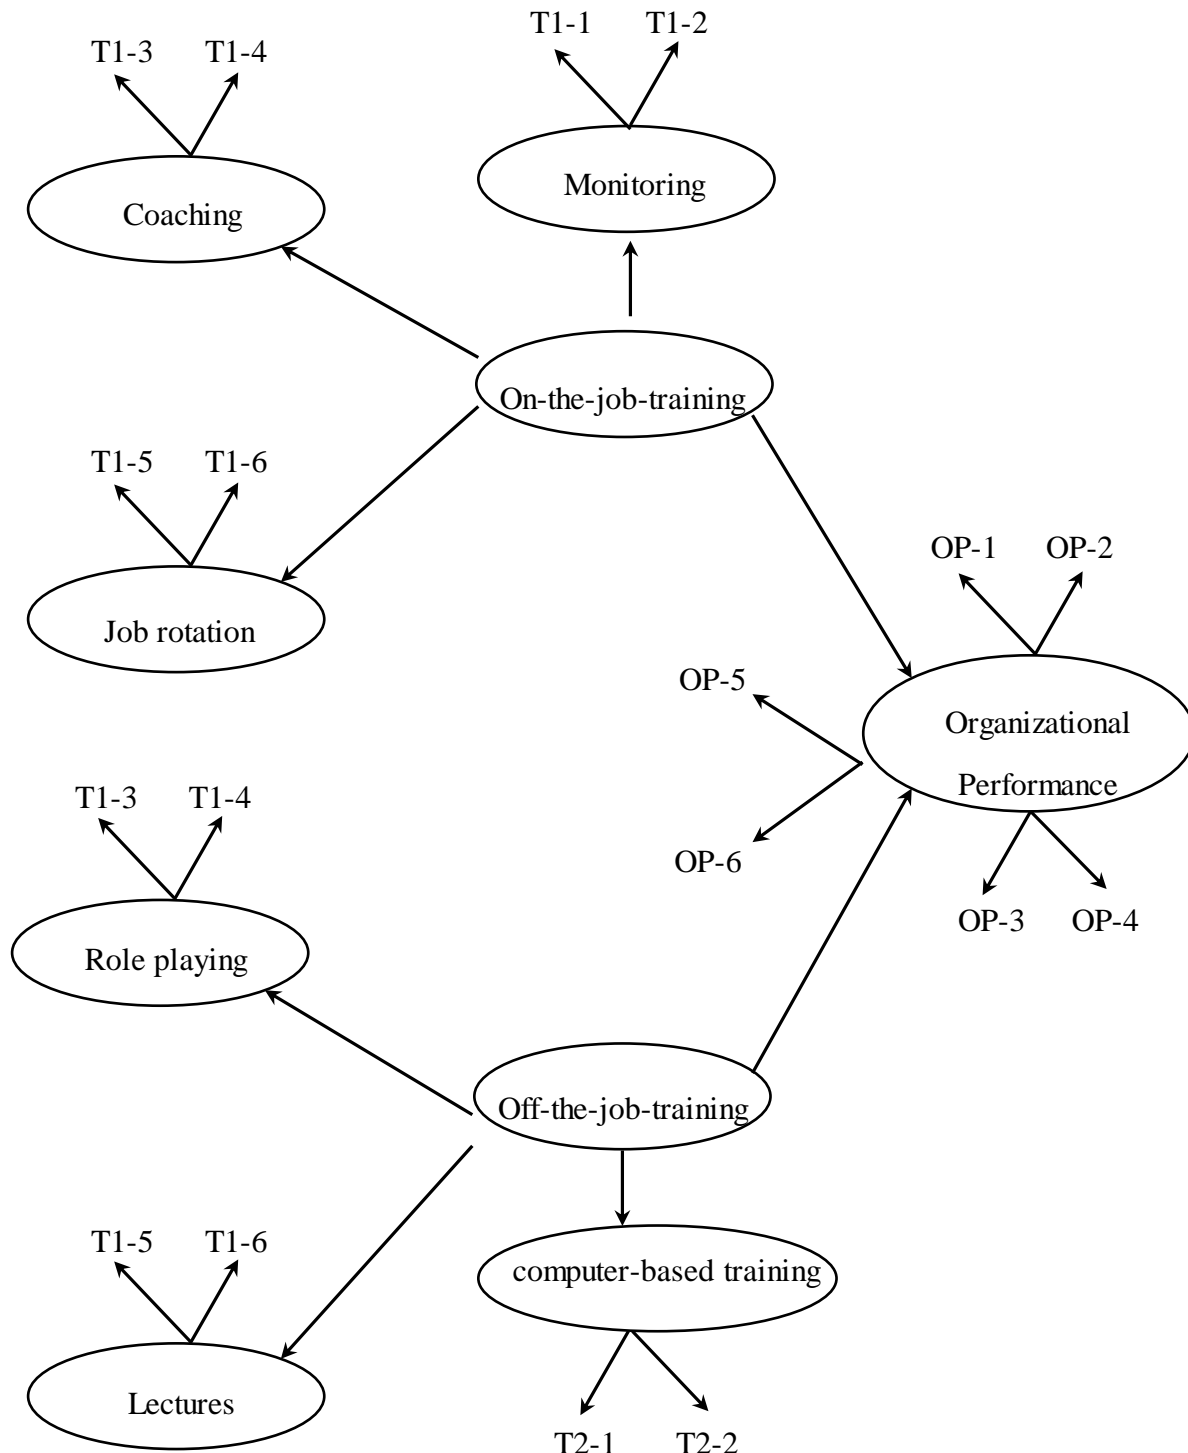 T1-1 T1-2
T1-3 T1-4
Monitoring
Coaching
On-the-job-training
T1-5 T1-6
OP-1 OP-2
Job rotation
OP-5
Organizational
Performance
T1-3 T1-4
OP-6
OP-3 OP-4
Role playing
Off-the-job-training
T1-5 T1-6
computer-based training
Lectures
T2-1 T2-2